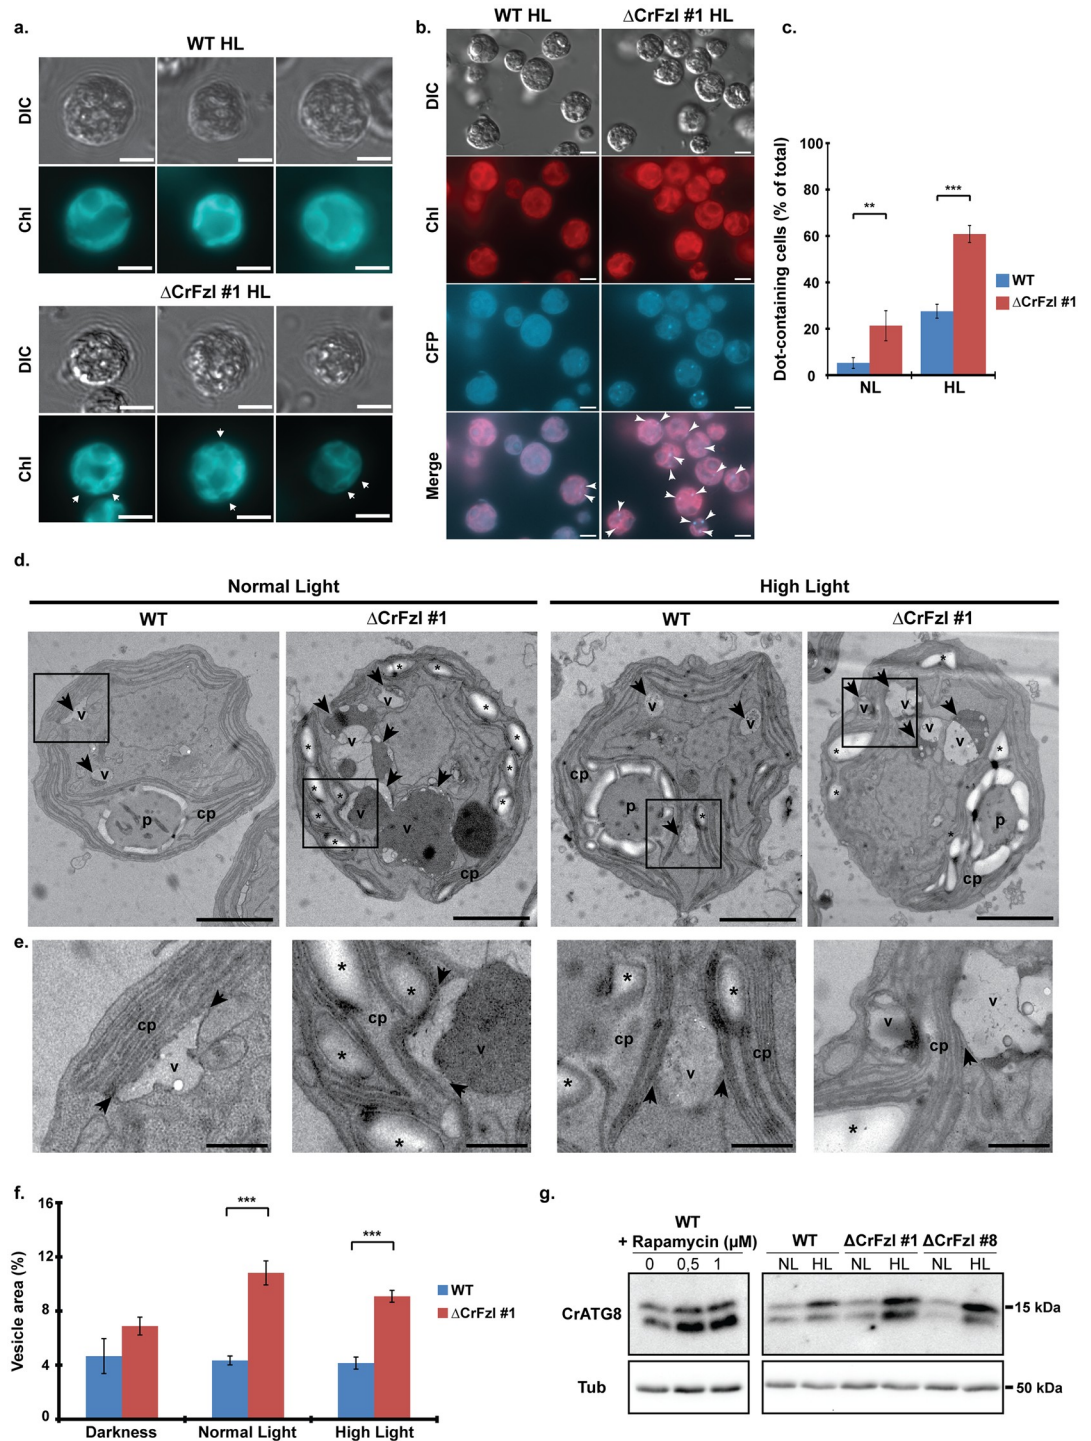 a.
WT HL
DIC
Chl
ΔCrFzl #1 HL
DIC
Chl
b.
WT HL ΔCrFzl #1 HL
DIC
Chl
CFP
Merge
c.
Dot-containing cells (% of total)
100
80
60
40
20
0
** ***
NL HL
WT
ΔCrFzl #1
d.
Normal Light High Light
WT ΔCrFzl #1 WT ΔCrFzl #1
v v p cp
v v v cp * * * * * * * * *
v v cp p *
v v v cp p * * * * *
e.
cp v
* * * * cp v
* * * cp v cp
v cp v *
f.
Vesicle area (%)
16
12
8
4
0
*** ***
Darkness Normal Light High Light
WT
ΔCrFzl #1
g.
WT
+ Rapamycin (µM) WT ΔCrFzl #1 ΔCrFzl #8
0 0,5 1 NL HL NL HL NL HL
CrATG8 15 kDa
Tub 50 kDa